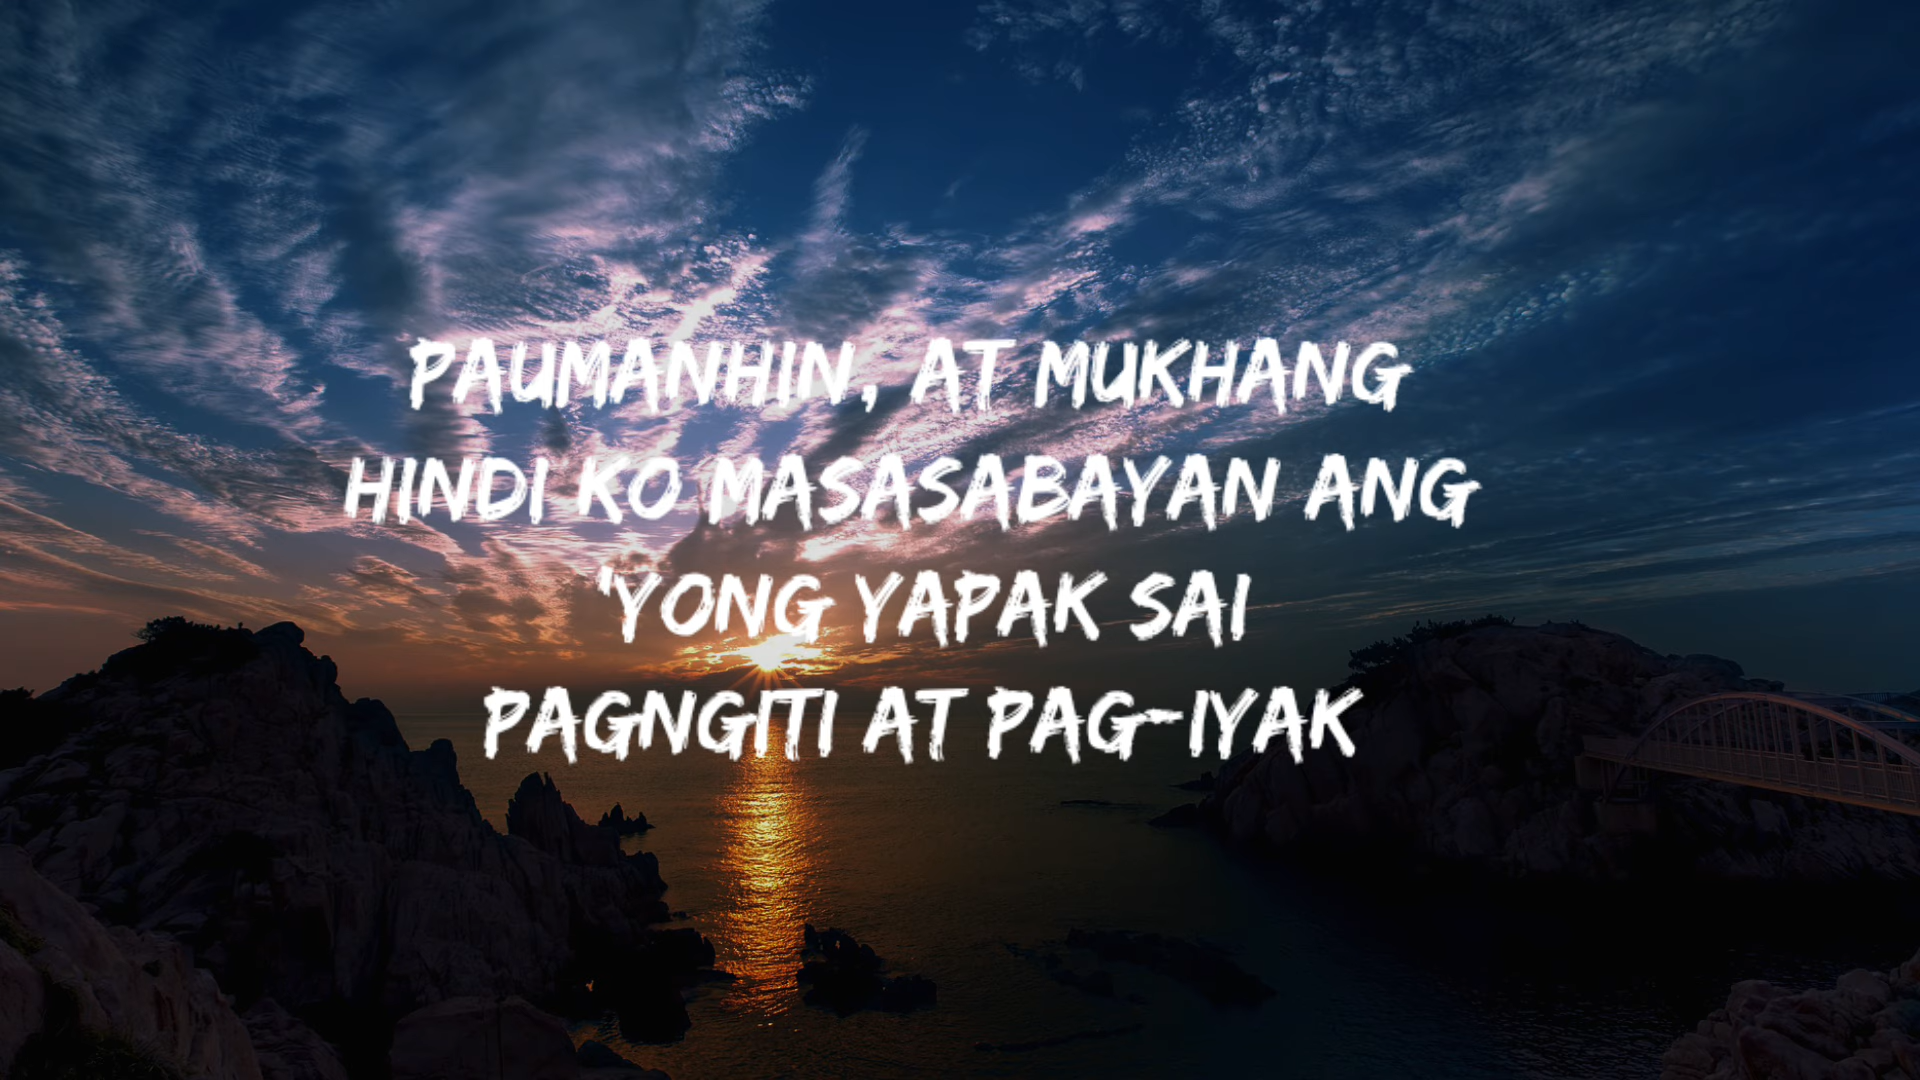 PAUMANHIN, AT MUKHANG
HINDI KO MASASABAYAN ANG
'YONG YAPAK SAI
PAGNGITI AT PAG-IYAK